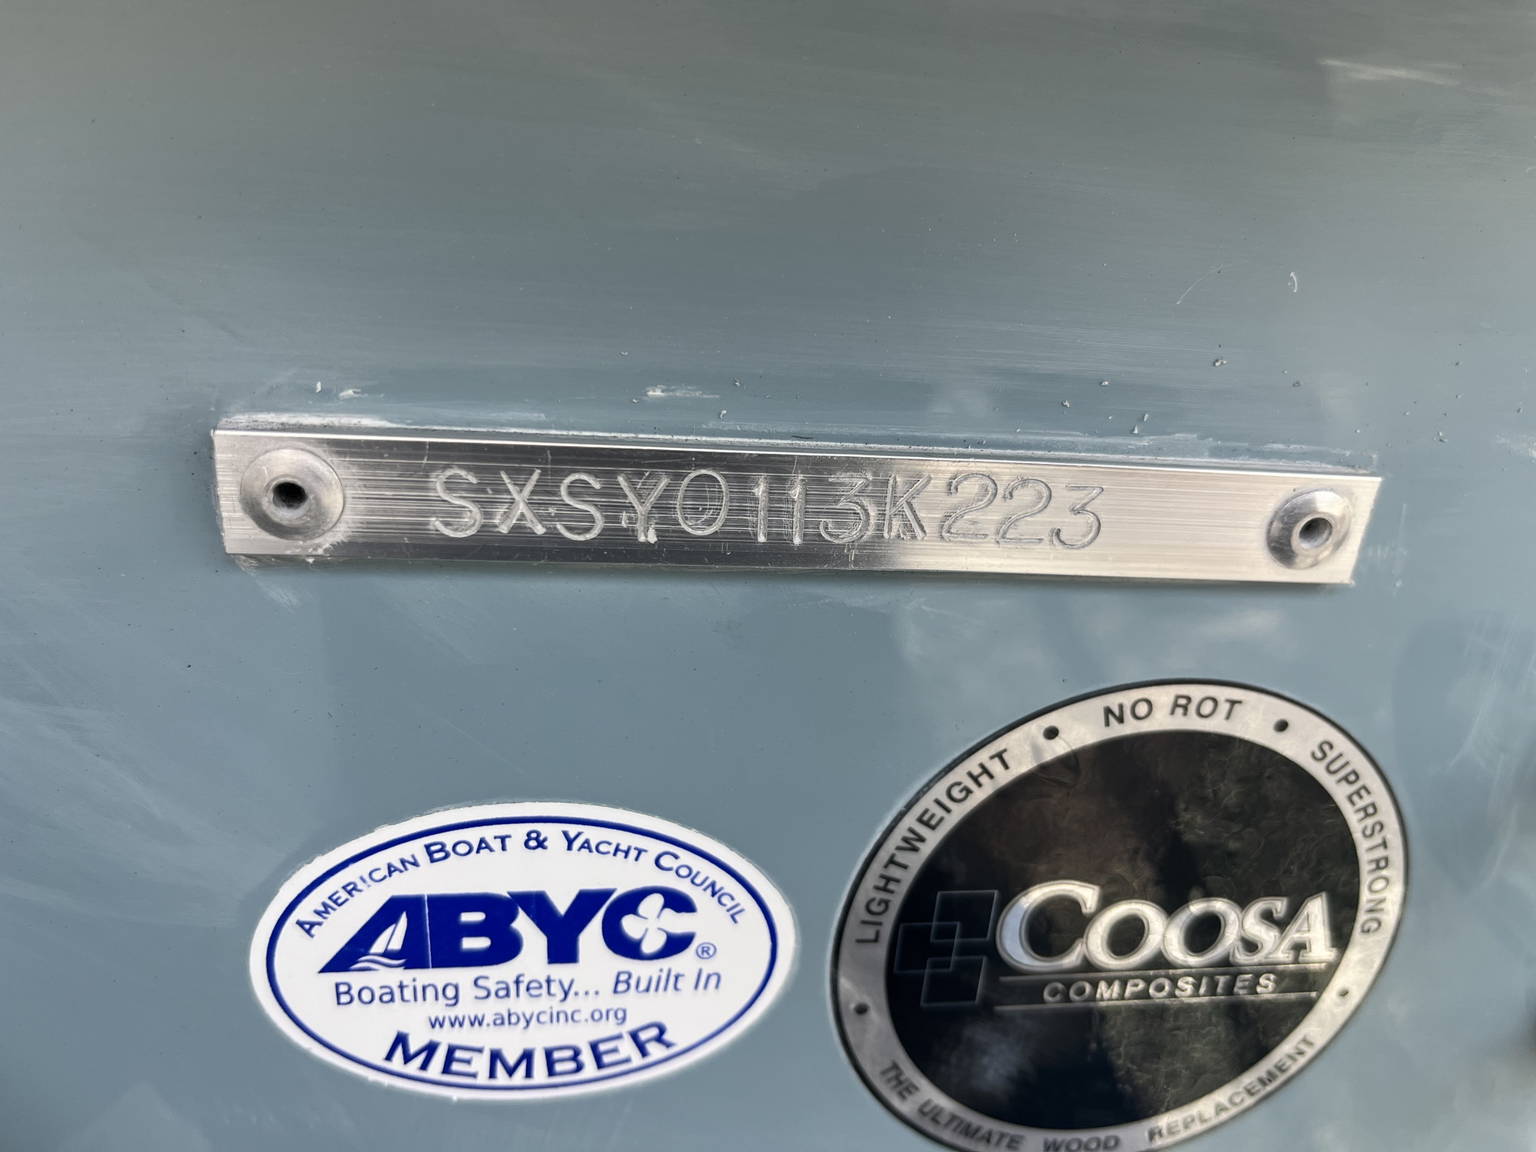 SXSY0113K223
AMERICAN BOAT & YACHT COUNCIL
ABYC®
Boating Safety... Built In
www.abycinc.org
MEMBER
LIGHTWEIGHT • NO ROT • SUPERSTRONG
COOSA
COMPOSITES
THE ULTIMATE WOOD REPLACEMENT